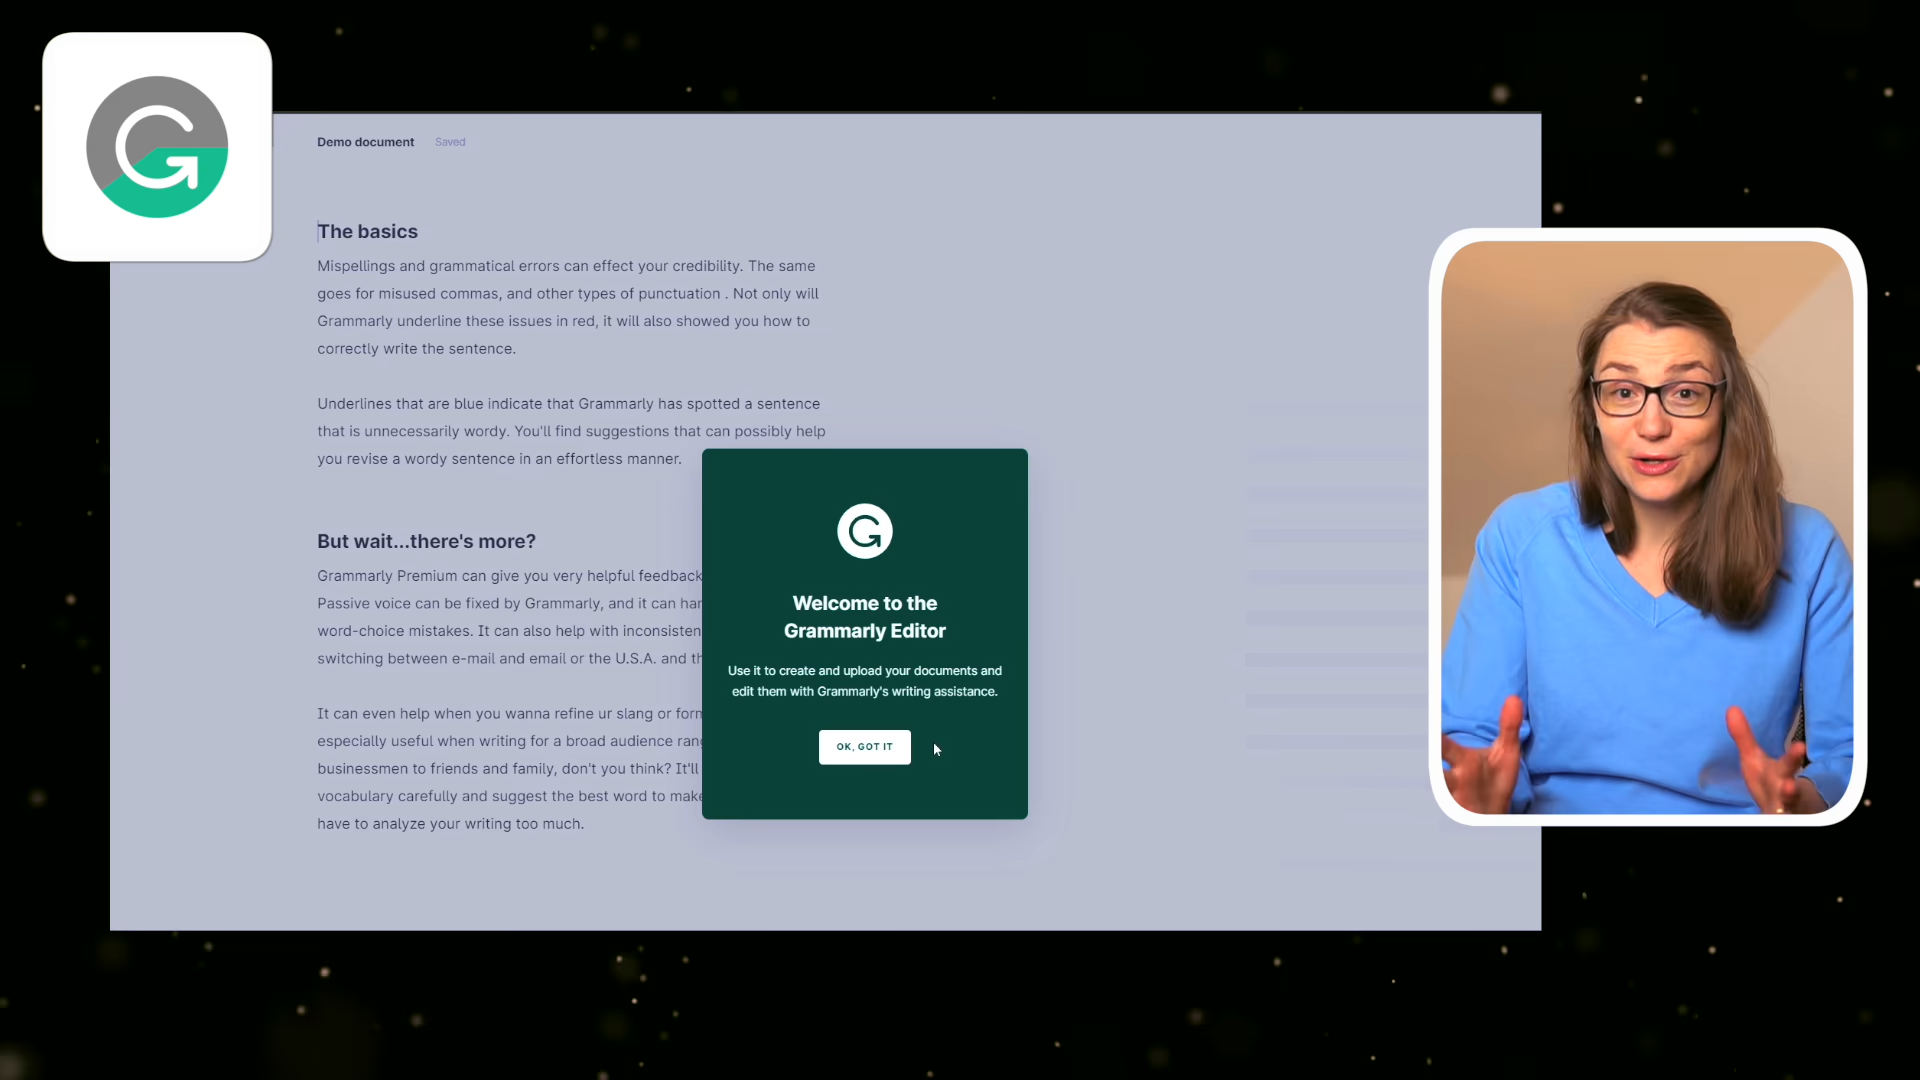 Demo document Saved
The basics
Mispellings and grammatical errors can effect your credibility. The same
goes for misused commas, and other types of punctuation . Not only will
Grammarly underline these issues in red, it will also showed you how to
correctly write the sentence.
Underlines that are blue indicate that Grammarly has spotted a sentence
that is unnecessarily wordy. You'll find suggestions that can possibly help
you revise a wordy sentence in an effortless manner.
But wait...there's more?
Grammarly Premium can give you very helpful feedback
Passive voice can be fixed by Grammarly, and it can
word-choice mistakes. It can also help with
switching between e-mail and email or the U.S.A. and
It can even help when you wanna refine ur slang or
especially useful when writing for a broad audience
businessmen to friends and family, don't you think? It'll
vocabulary carefully and suggest the best word to
have to analyze your writing too much.
Welcome to the
Grammarly Editor
Use it to create and upload your documents and
edit them with Grammarly's writing assistance.
OK, GOT IT